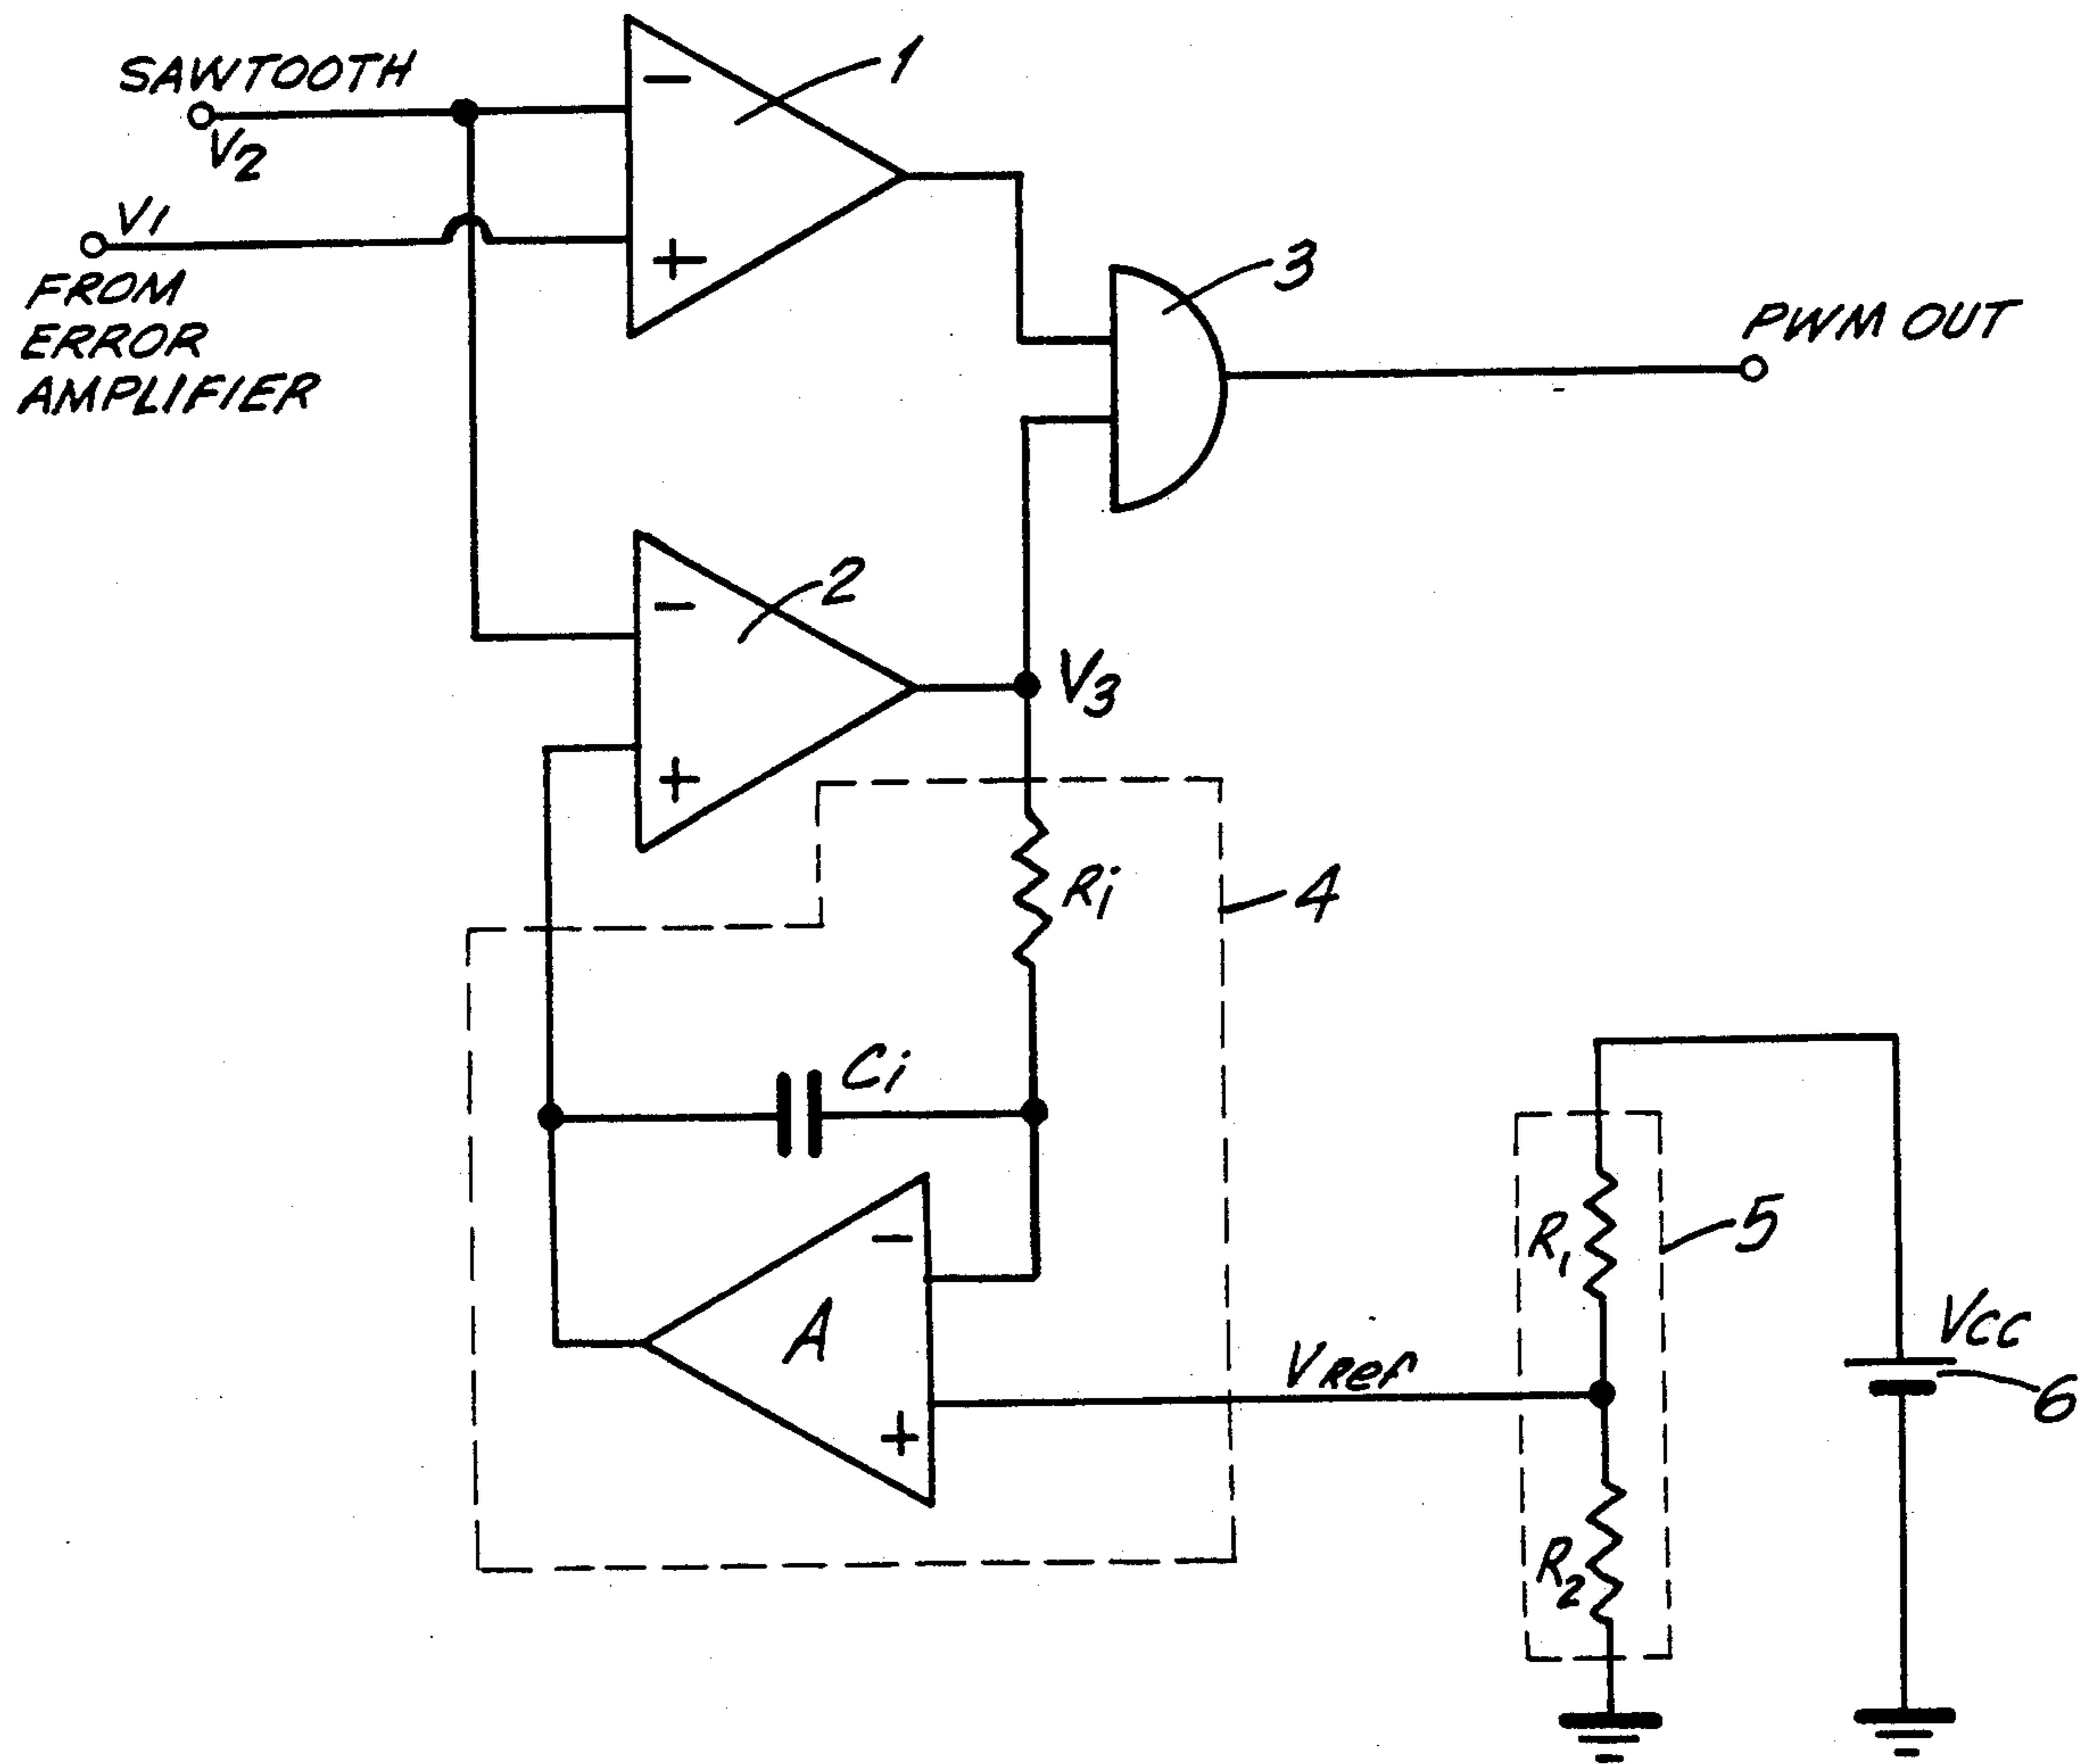 SAWTOOTH
V2
V1
FROM
ERROR
AMPLIFIER
−
+
1
3
PWM OUT
−
+
2
V3
Ri
4
Ci
−
A
+
VRef
R1
5
R2
Vcc
6